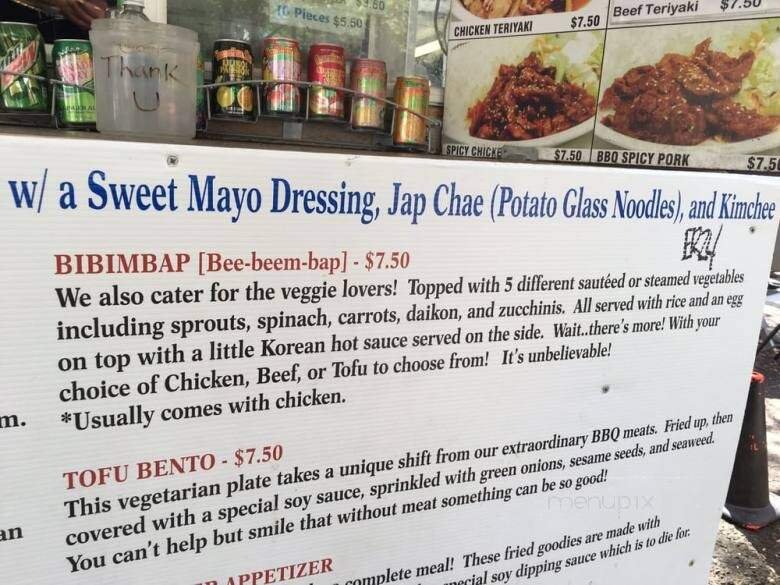 16 Pieces $5.50
$7.50
CHICKEN TERIYAKI $7.50
Beef Teriyaki $7.50
Thank
U
SPICY CHICKE $7.50
BBQ SPICY PORK $7.50
w/ a Sweet Mayo Dressing, Jap Chae (Potato Glass Noodles), and Kimchee
BIBIMBAP [Bee-beem-bap] - $7.50
We also cater for the veggie lovers! Topped with 5 different sautéed or steamed vegetables
including sprouts, spinach, carrots, daikon, and zucchinis. All served with rice and an egg
on top with a little Korean hot sauce served on the side. Wait..there's more! With your
choice of Chicken, Beef, or Tofu to choose from! It's unbelievable!
m.
*Usually comes with chicken.
TOFU BENTO - $7.50
This vegetarian plate takes a unique shift from our extraordinary BBQ meats. Fried up, then
an
covered with a special soy sauce, sprinkled with green onions, sesame seeds, and seaweed.
You can't help but smile that without meat something can be so good!
menupix
APPETIZER
complete meal! These fried goodies are made with
special soy dipping sauce which is to die for.